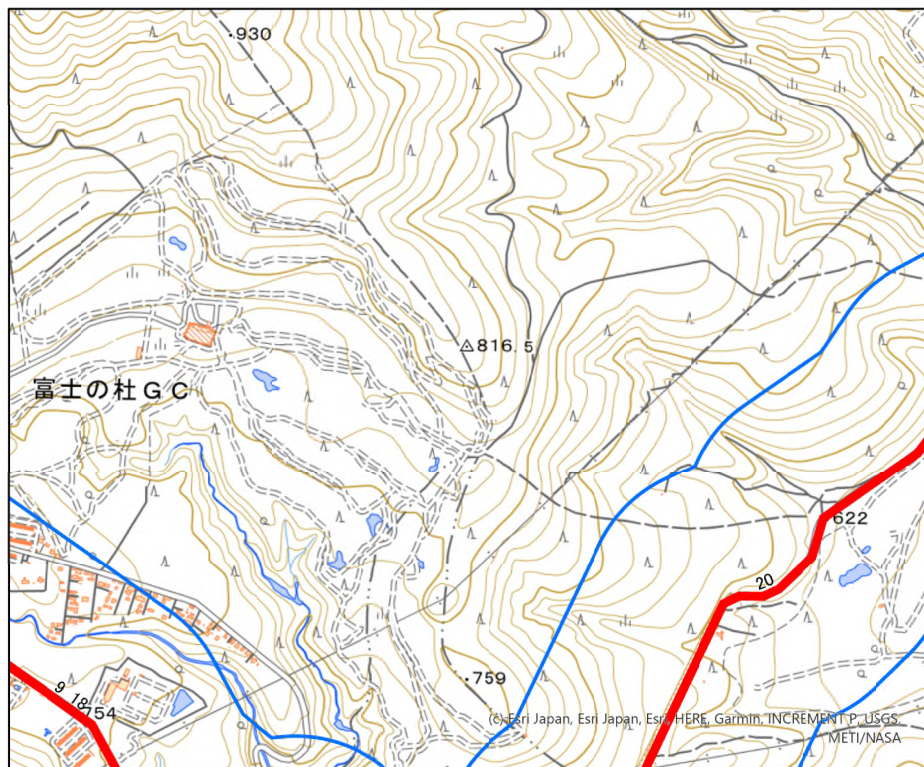 930
816.5
富士の杜GC
622
20
759
9
18
754
(c) Esri Japan, Esri Japan, Esri, HERE, Garmin, INCREMENT P, USGS,
METI/NASA